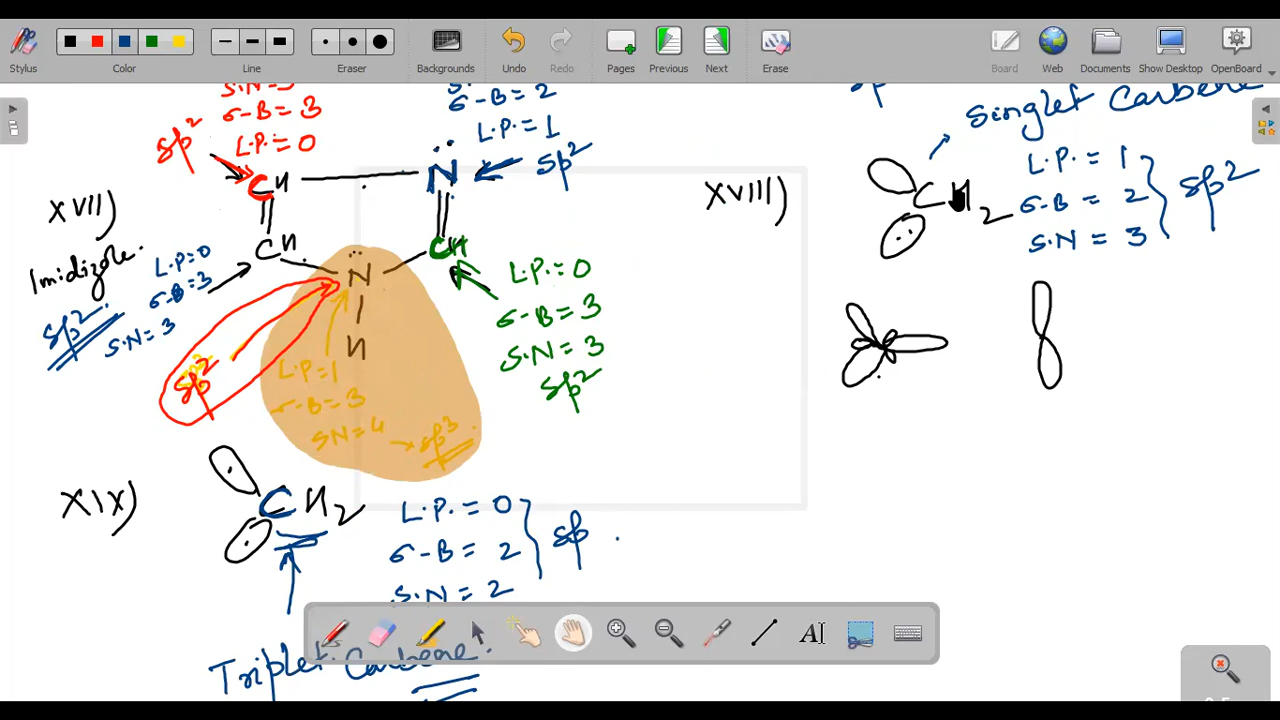 Stylus
Color
Line
Eraser
Backgrounds
Undo
Redo
Pages
Previous
Next
Erase
Board
Web
Documents
Show Desktop
OpenBoard
σ-B = 3
L.P. = 0
sp²
σ-B = 2
L.P. = 1
sp²
XVII)
Imidizole.
CH
N
CH
CH
N
H
L.P = 0
σ-B = 3
S.N = 3
sp²
sp²
L.P. = 1
σ-B = 3
SN = 4
→ sp³
L.P. = 0
σ-B = 3
S.N = 3
sp²
XVIII)
Singlet Carbene
CH2
L.P. = 1
σ-B = 2
S.N = 3
sp²
XIX)
CH2
L.P. = 0
σ-B = 2
S.N = 2
sp
Triplet Carbene.